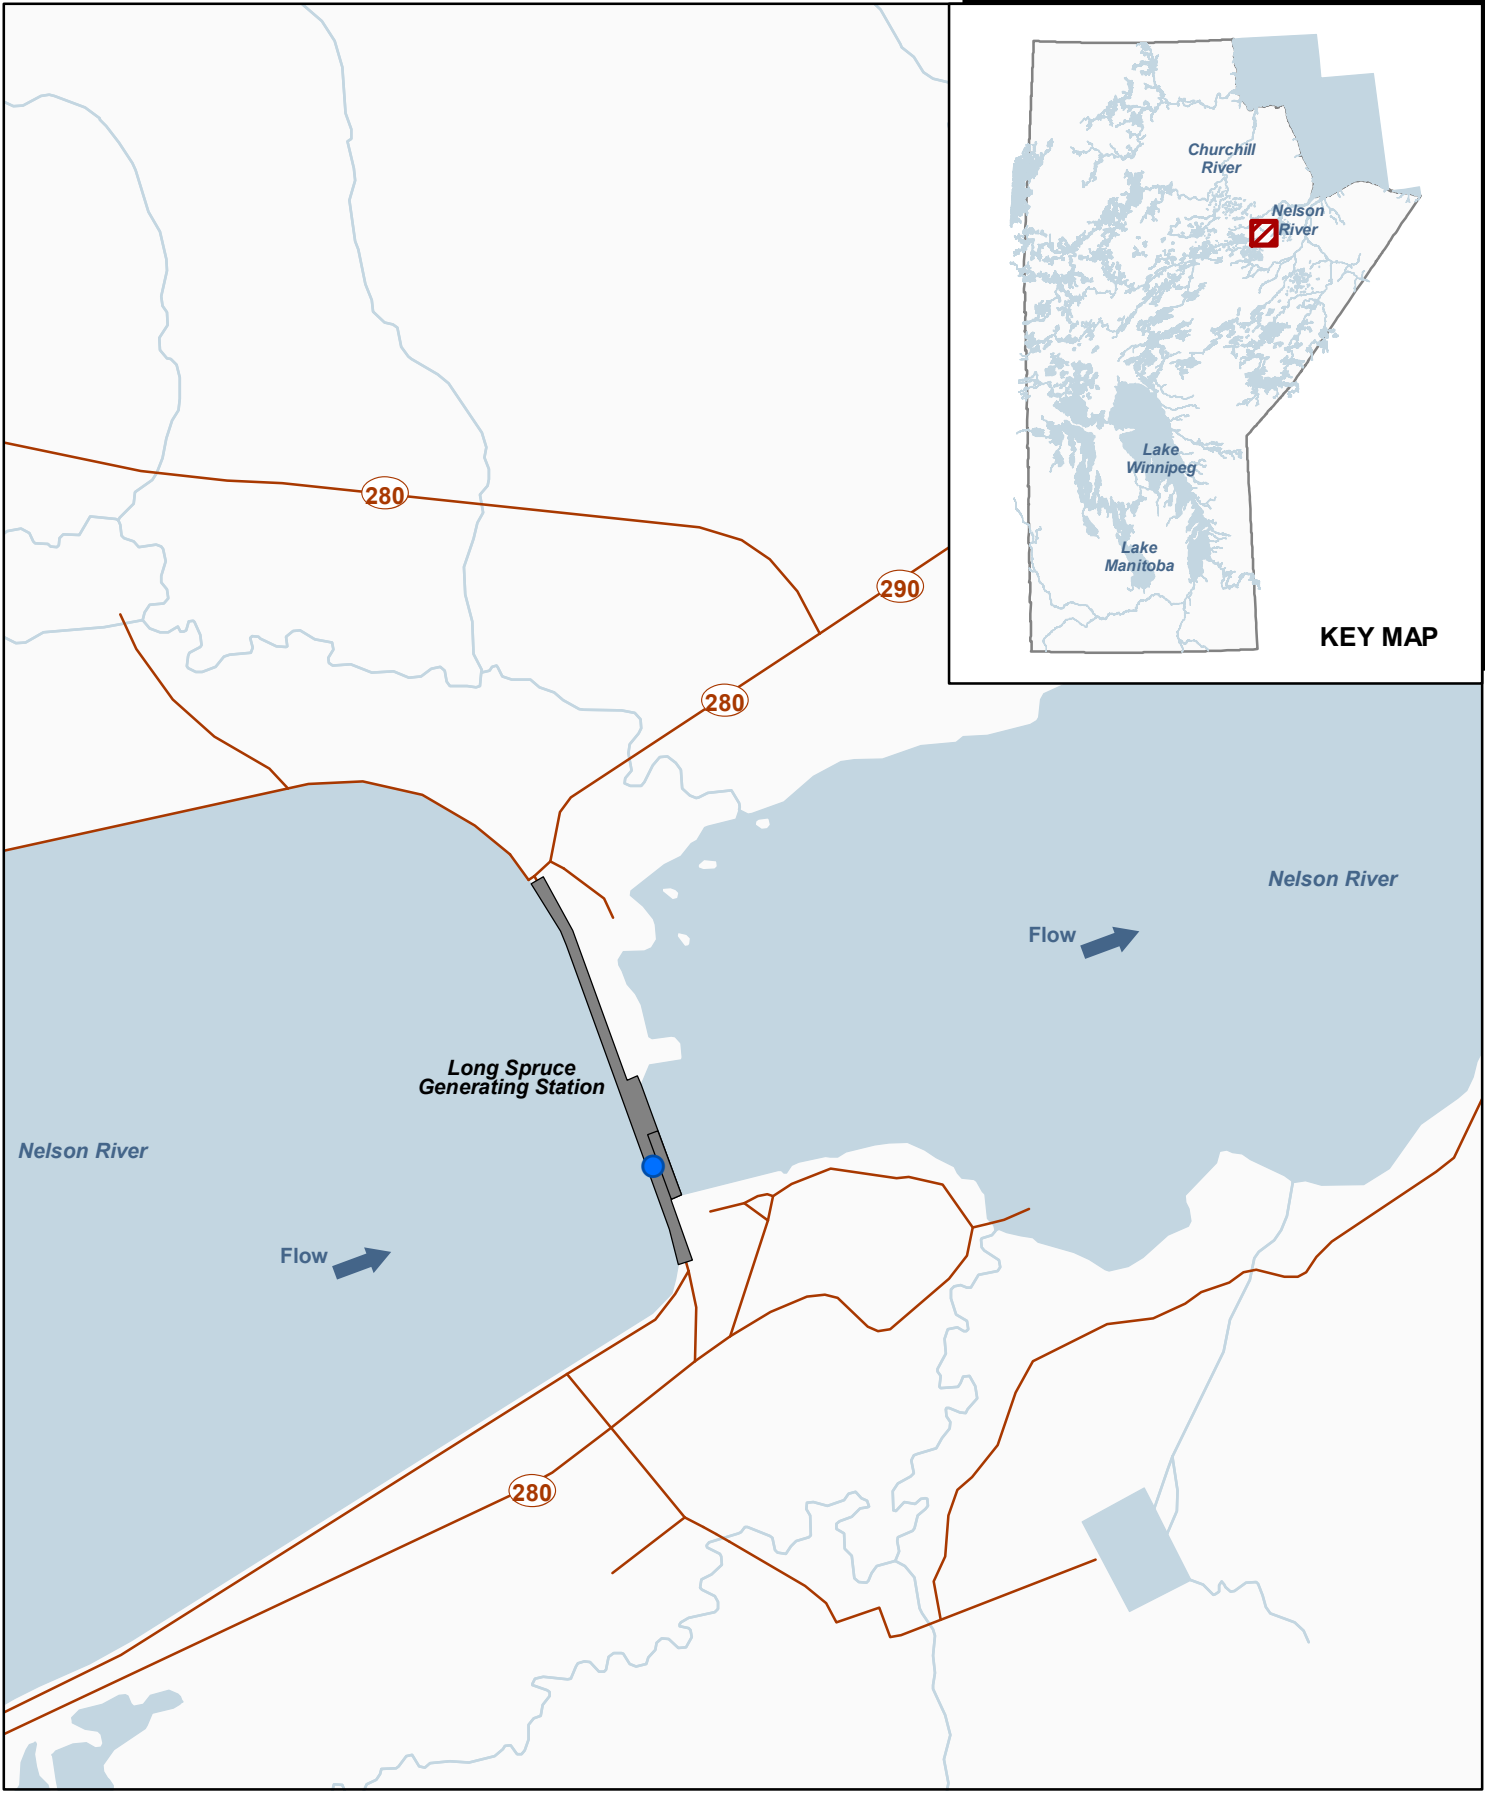 Churchill
River
Nelson
River
Lake
Winnipeg
Lake
Manitoba
KEY MAP
280
290
280
Nelson River
Flow
Long Spruce
Generating Station
Nelson River
Flow
280